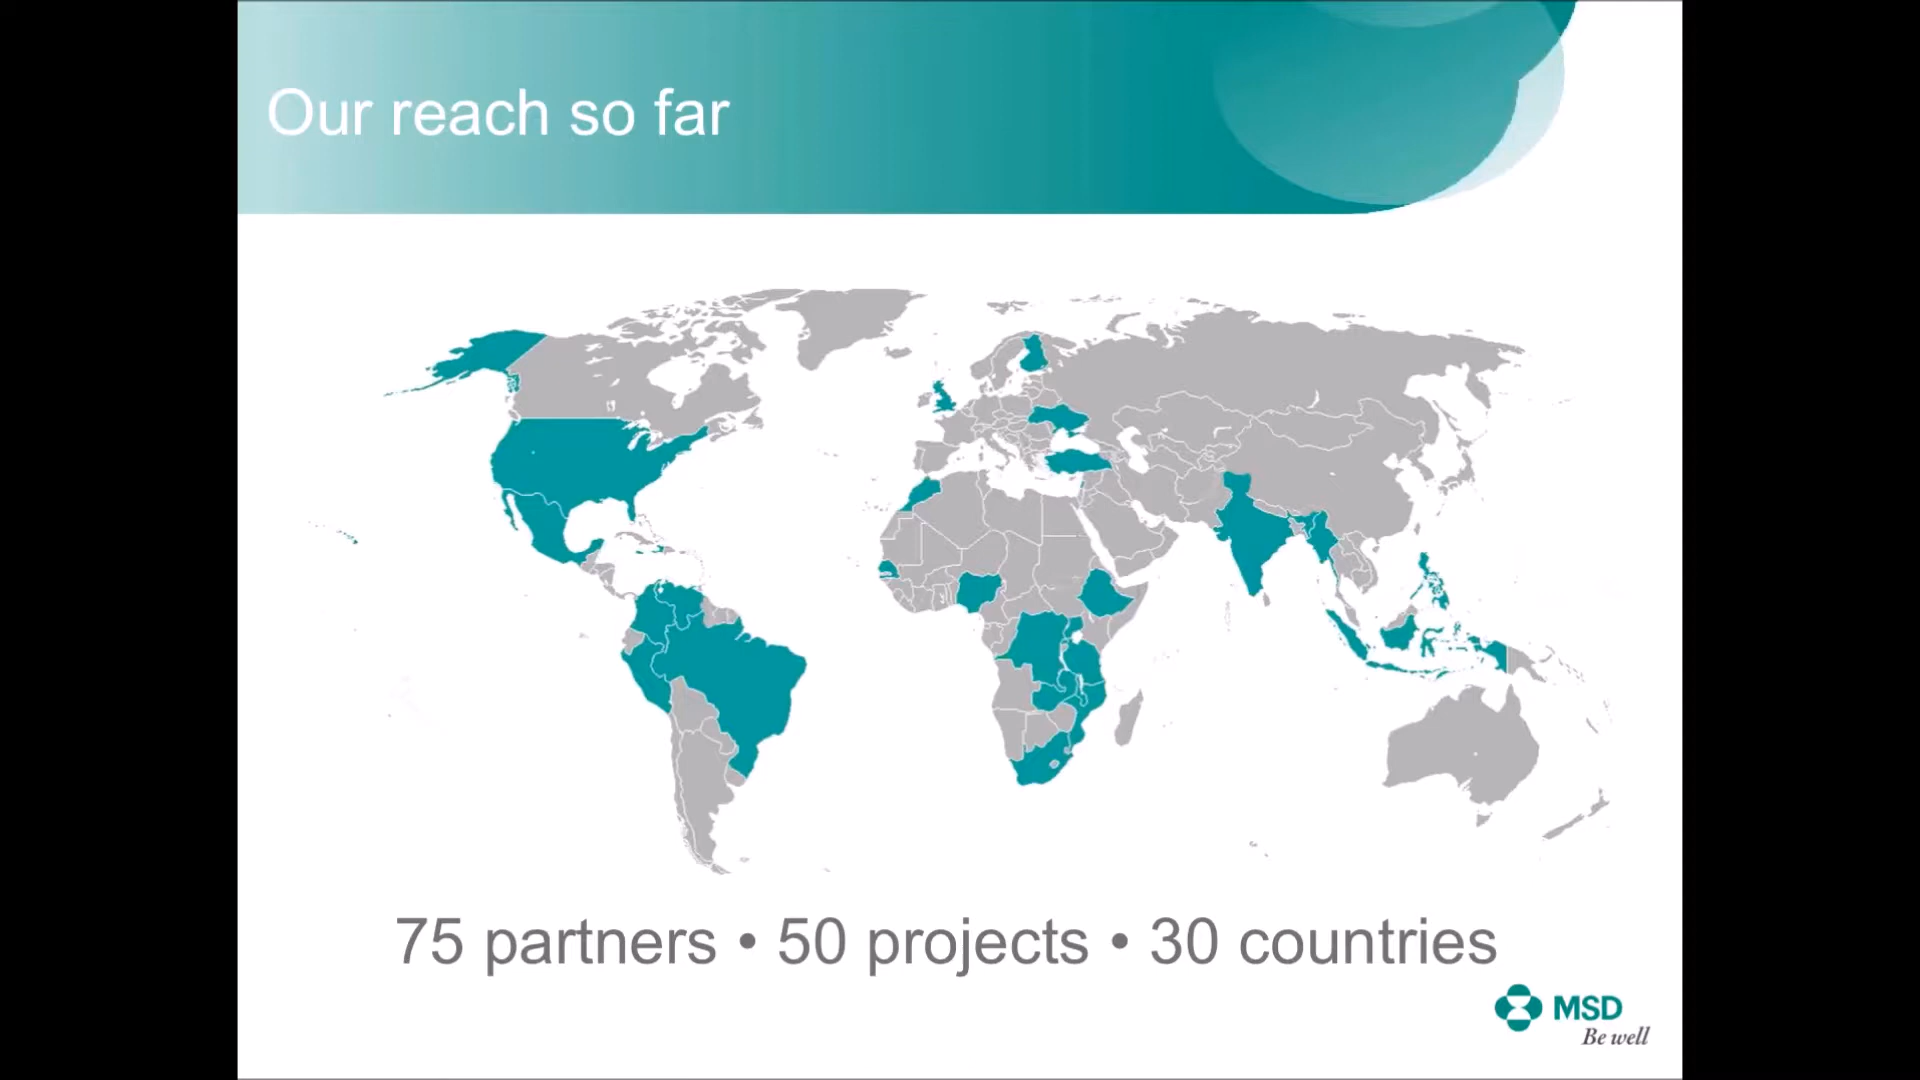 Our reach so far
75 partners • 50 projects • 30 countries
MSD
Be well